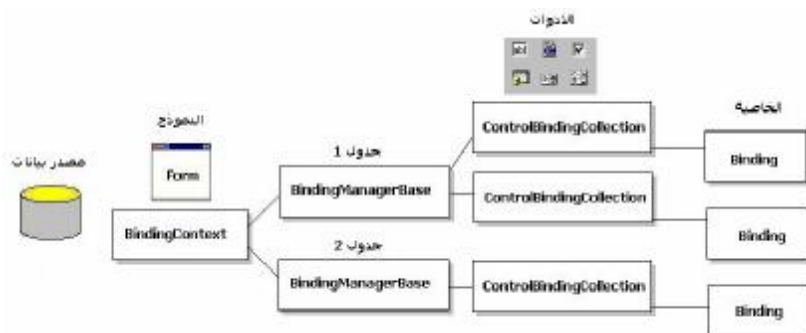 الأدوات
الخاصية
النموذج
مصدر بيانات
Form
جدول 1
جدول 2
BindingContext
BindingManagerBase
BindingManagerBase
ControlBindingCollection
ControlBindingCollection
ControlBindingCollection
Binding
Binding
Binding